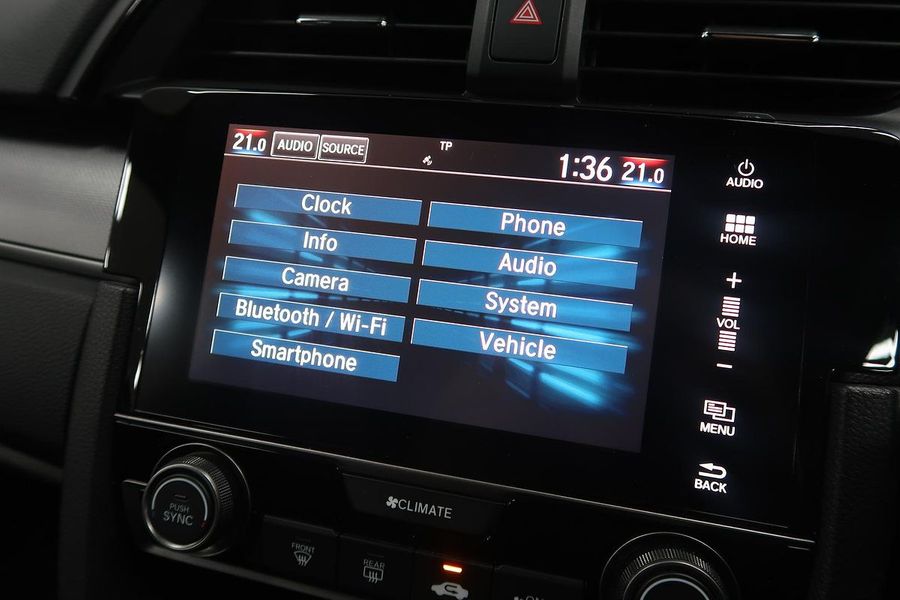 21.0 AUDIO SOURCE TP 1:36 21.0
Clock
Phone
Info
Audio
Camera
System
Bluetooth / Wi-Fi
Vehicle
Smartphone
AUDIO
HOME
+
VOL
−
MENU
BACK
CLIMATE
PUSH
SYNC
FRONT
REAR